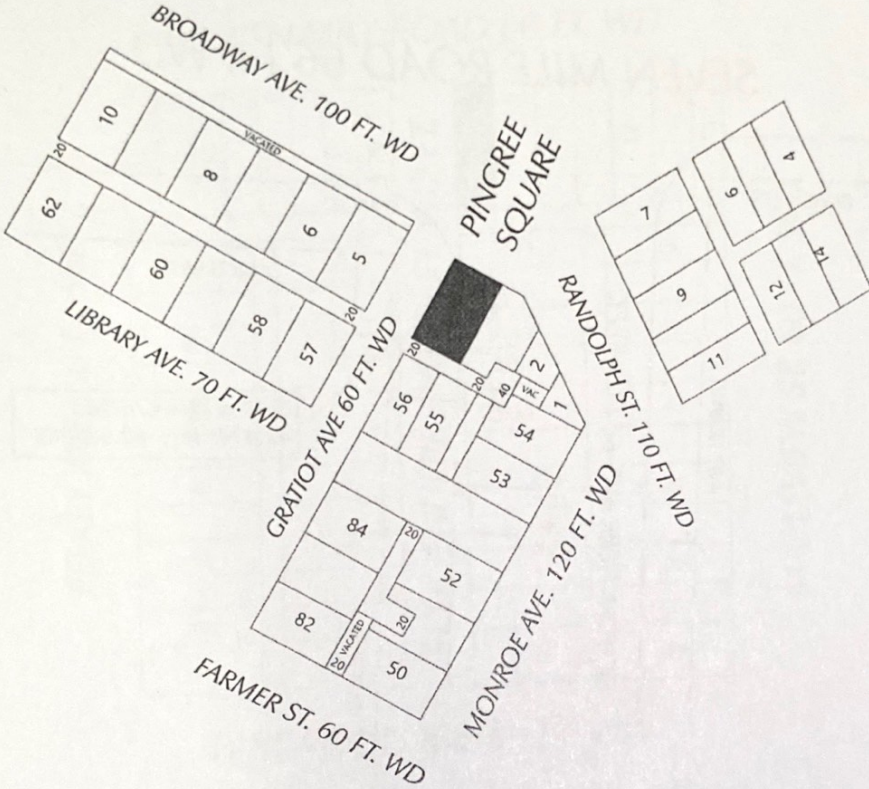 SEVEN MILE ROAD
BROADWAY AVE. 100 FT. WD
VACATED
10
8
6
5
20
20
62
60
58
57
LIBRARY AVE. 70 FT. WD
PINGREE
SQUARE
GRATIOT AVE 60 FT. WD
20
20
40
VAC
2
1
56
55
54
53
RANDOLPH ST. 110 FT. WD
7
9
11
6
4
12
14
84
20
52
82
VACATED
20
20
50
MONROE AVE. 120 FT. WD
FARMER ST. 60 FT. WD